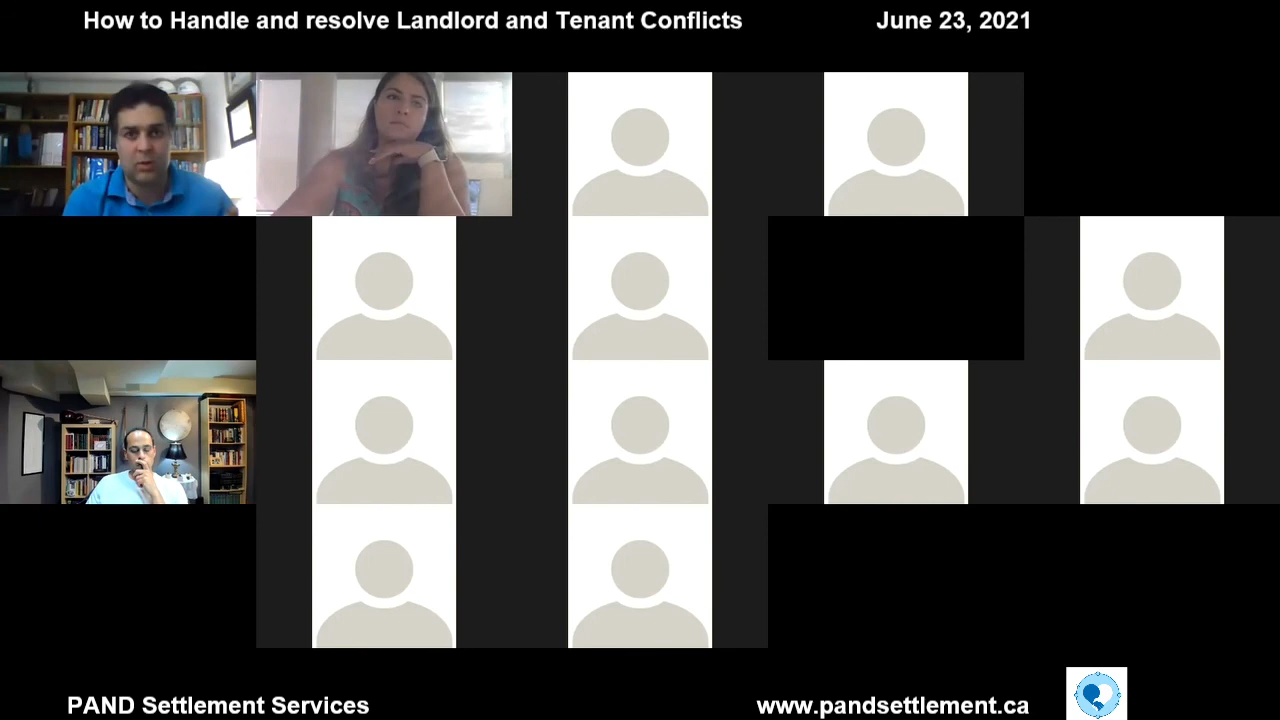 How to Handle and resolve Landlord and Tenant Conflicts June 23, 2021
PAND Settlement Services www.pandsettlement.ca